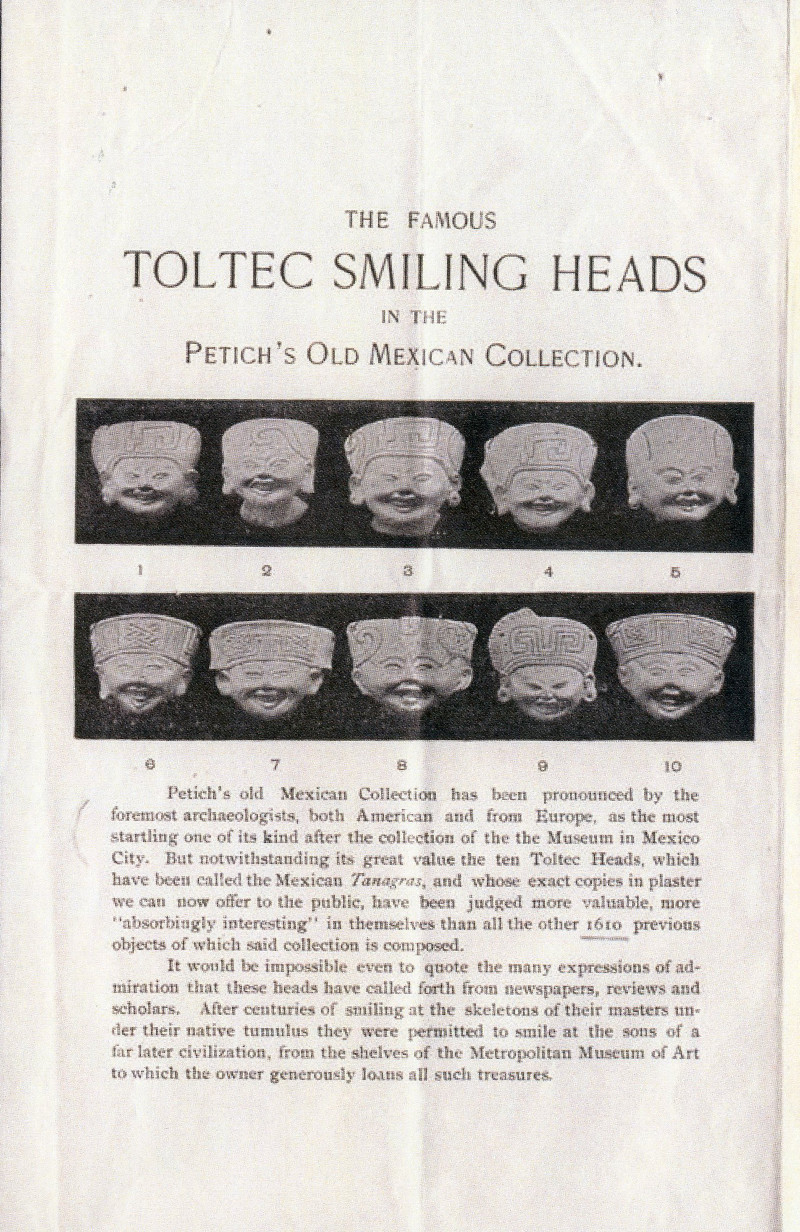 THE FAMOUS
TOLTEC SMILING HEADS
IN THE
PETICH'S OLD MEXICAN COLLECTION.
1 2 3 4 5
6 7 8 9 10
Petich's old Mexican Collection has been pronounced by the
foremost archaeologists, both American and from Europe, as the most
startling one of its kind after the collection of the the Museum in Mexico
City. But notwithstanding its great value the ten Toltec Heads, which
have been called the Mexican Tanagras, and whose exact copies in plaster
we can now offer to the public, have been judged more valuable, more
"absorbingly interesting" in themselves than all the other 1610 previous
objects of which said collection is composed.
It would be impossible even to quote the many expressions of ad-
miration that these heads have called forth from newspapers, reviews and
scholars. After centuries of smiling at the skeletons of their masters un-
der their native tumulus they were permitted to smile at the sons of a
far later civilization, from the shelves of the Metropolitan Museum of Art
to which the owner generously loans all such treasures.